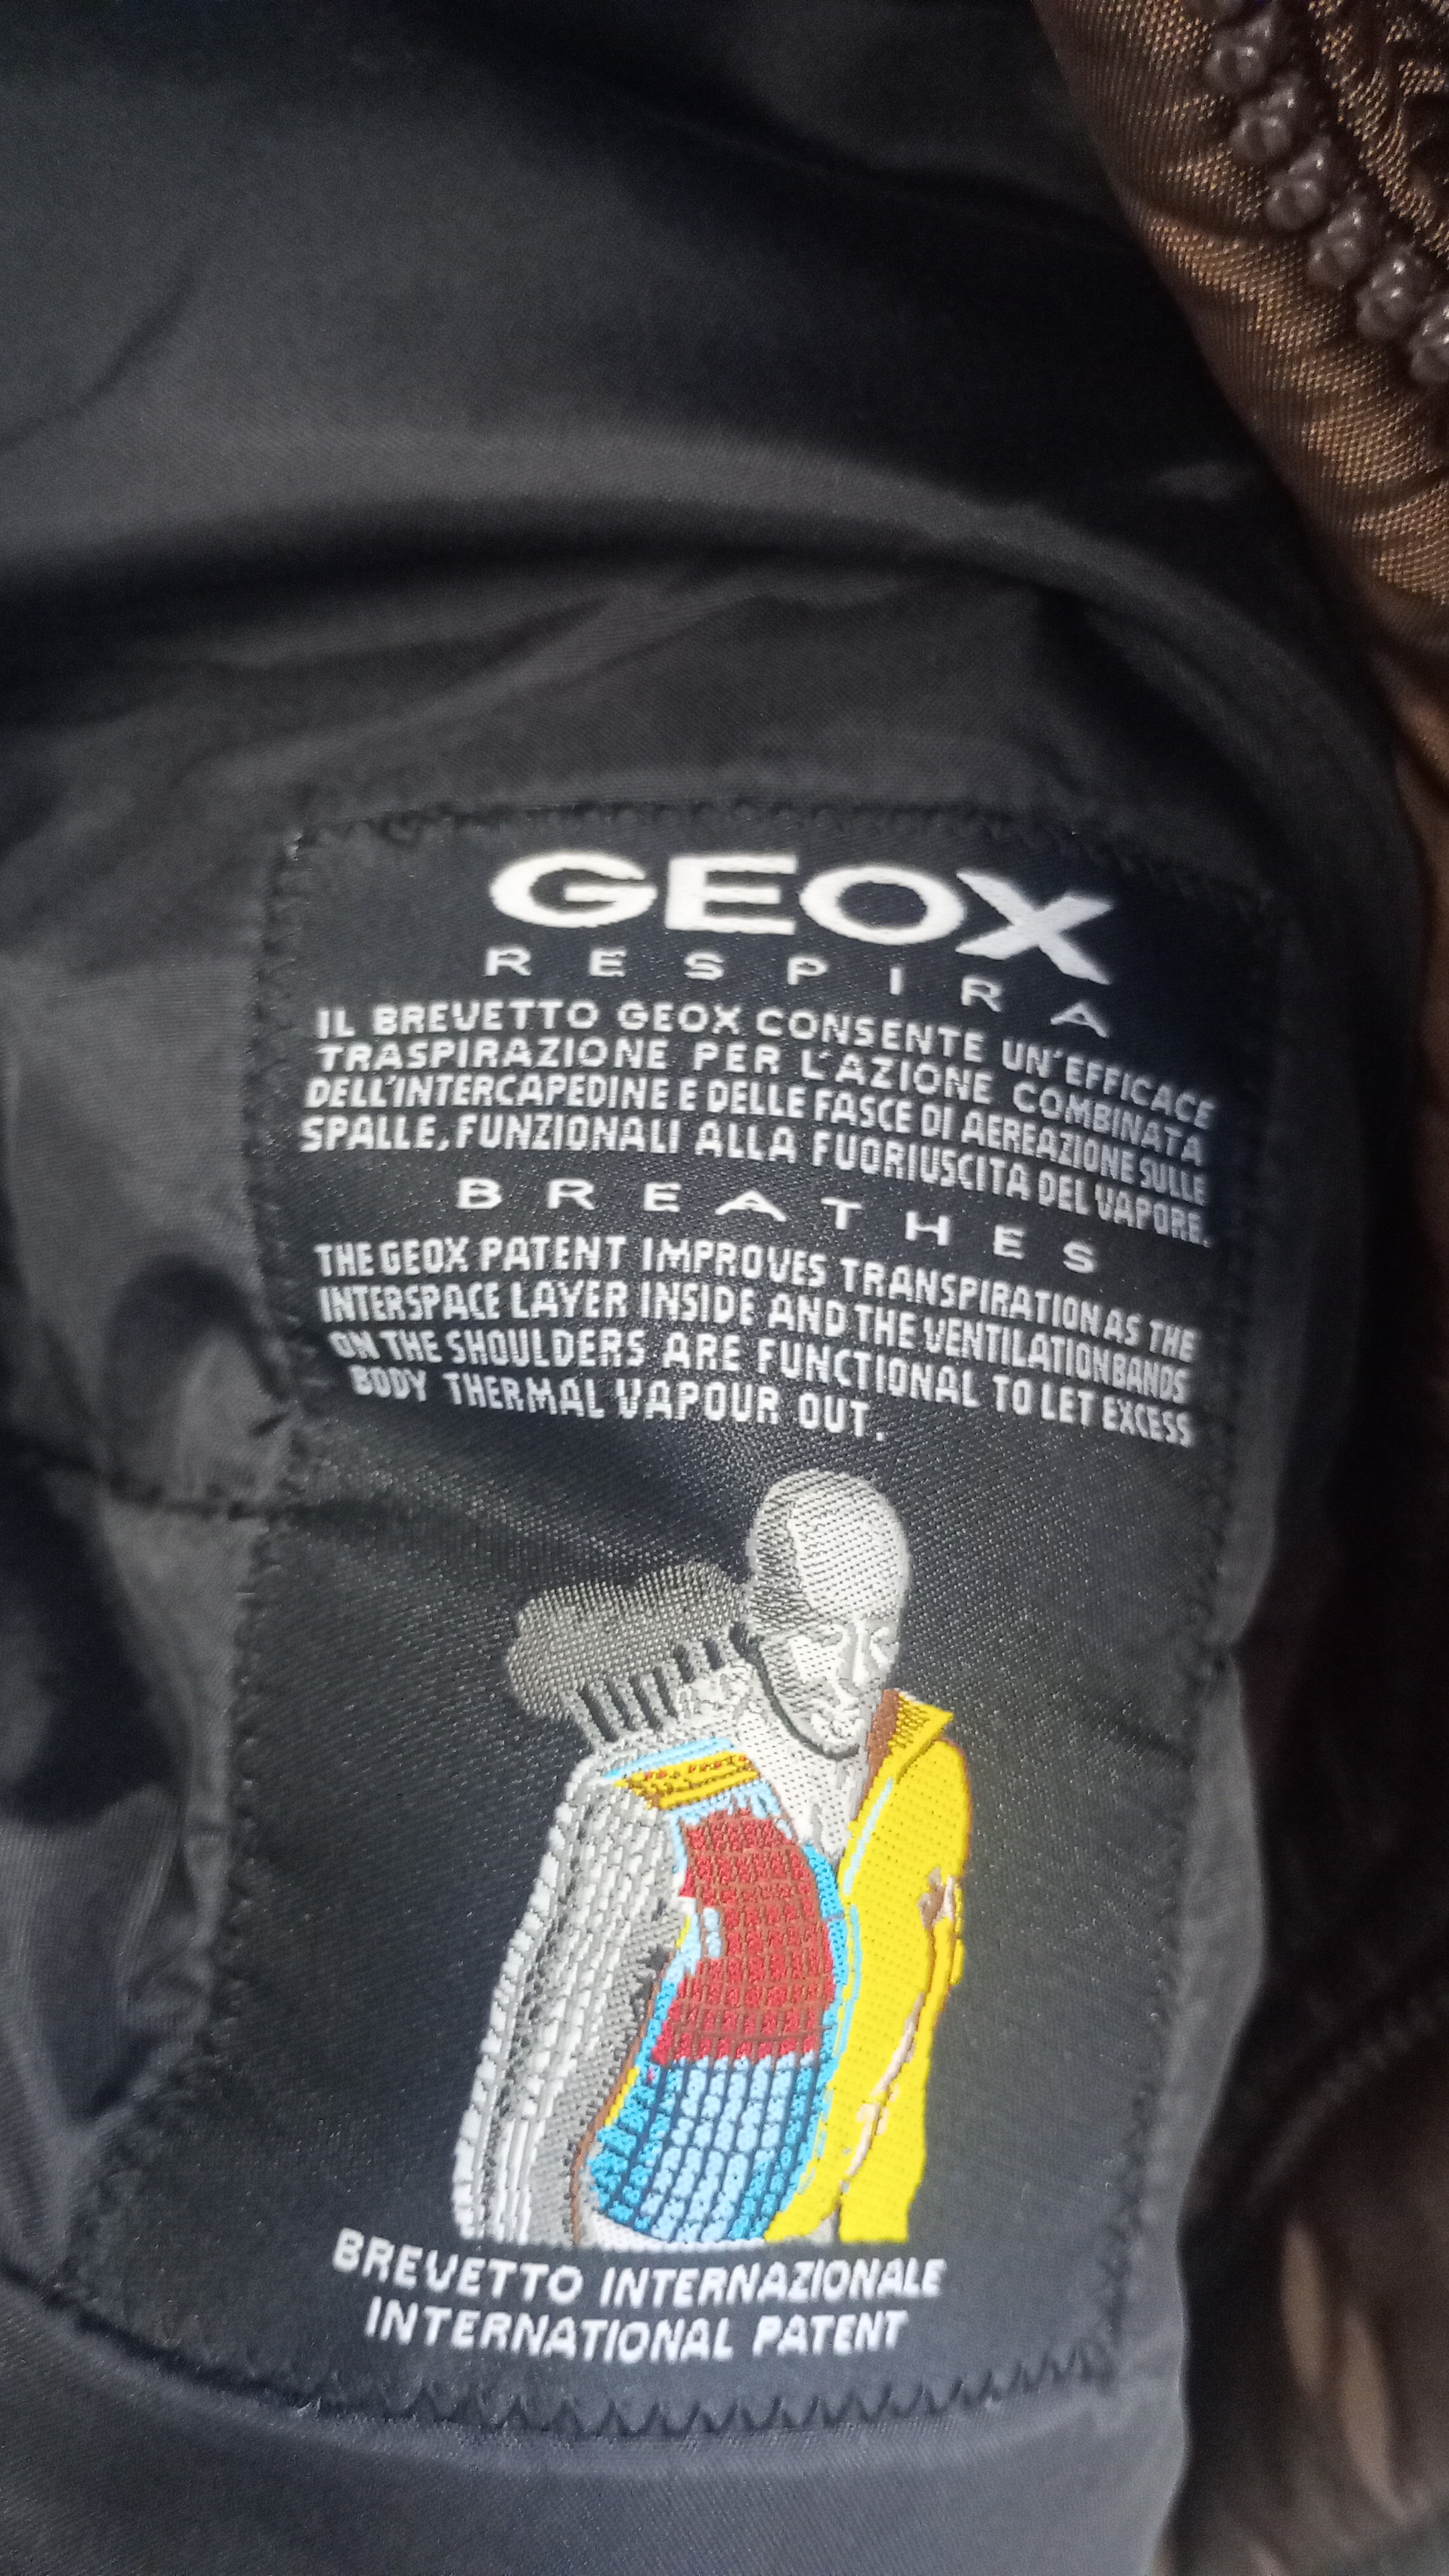 GEOX
RESPIRA
IL BREVETTO GEOX CONSENTE UN'EFFICACE
TRASPIRAZIONE PER L'AZIONE COMBINATA
DELL'INTERCAPEDINE E DELLE FASCE DI AEREAZIONE SULLE
SPALLE, FUNZIONALI ALLA FUORIUSCITA DEL VAPORE.
BREATHES
THE GEOX PATENT IMPROVES TRANSPIRATION AS THE
INTERSPACE LAYER INSIDE AND THE VENTILATION BANDS
ON THE SHOULDERS ARE FUNCTIONAL TO LET EXCESS
BODY THERMAL VAPOUR OUT.
BREVETTO INTERNAZIONALE
INTERNATIONAL PATENT